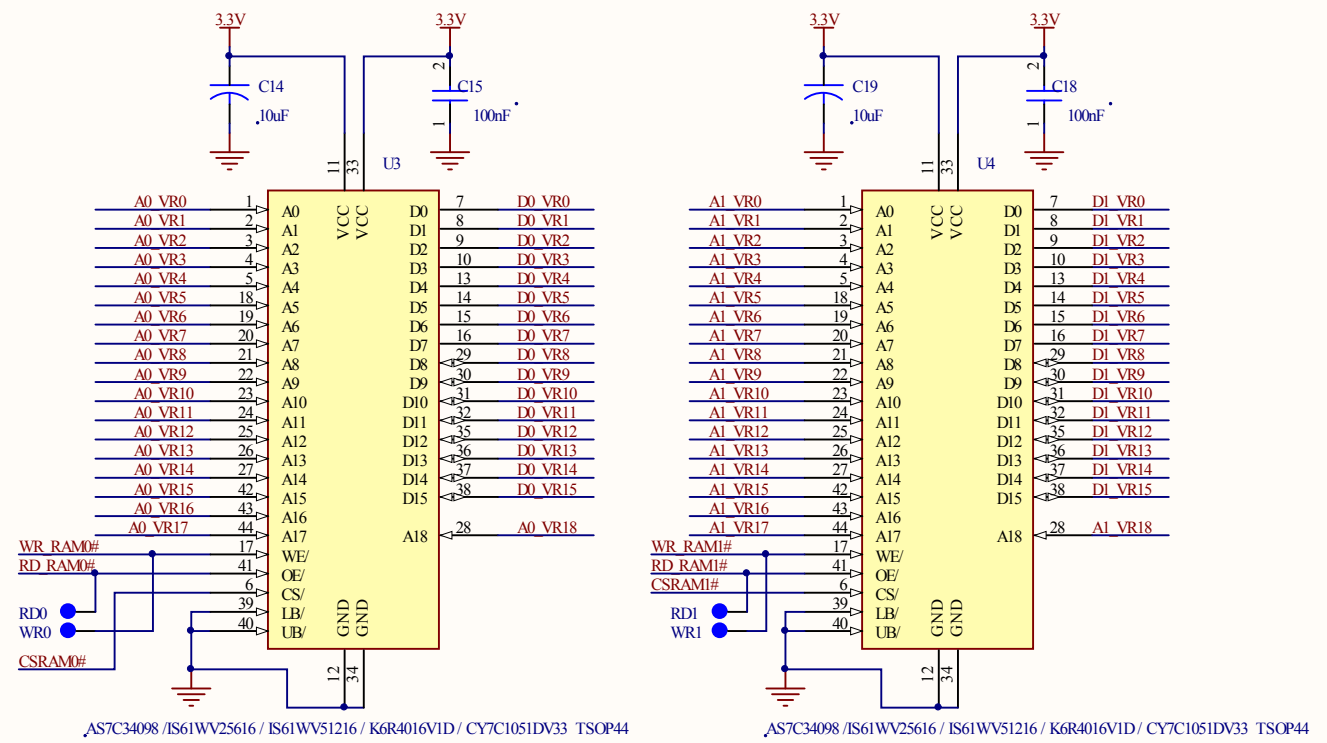 3.3V 3.3V 3.3V 3.3V
2 2
C14 C15 C19 C18
10uF 100nF 10uF 100nF
1 1
11 33 U3 11 33 U4
A0_VR0 1 A0 VCC VCC D0 7 D0_VR0 A1_VR0 1 A0 VCC VCC D0 7 D1_VR0
A0_VR1 2 A1 D1 8 D0_VR1 A1_VR1 2 A1 D1 8 D1_VR1
A0_VR2 3 A2 D2 9 D0_VR2 A1_VR2 3 A2 D2 9 D1_VR2
A0_VR3 4 A3 D3 10 D0_VR3 A1_VR3 4 A3 D3 10 D1_VR3
A0_VR4 5 A4 D4 13 D0_VR4 A1_VR4 5 A4 D4 13 D1_VR4
A0_VR5 18 A5 D5 14 D0_VR5 A1_VR5 18 A5 D5 14 D1_VR5
A0_VR6 19 A6 D6 15 D0_VR6 A1_VR6 19 A6 D6 15 D1_VR6
A0_VR7 20 A7 D7 16 D0_VR7 A1_VR7 20 A7 D7 16 D1_VR7
A0_VR8 21 A8 D8 29 D0_VR8 A1_VR8 21 A8 D8 29 D1_VR8
A0_VR9 22 A9 D9 30 D0_VR9 A1_VR9 22 A9 D9 30 D1_VR9
A0_VR10 23 A10 D10 31 D0_VR10 A1_VR10 23 A10 D10 31 D1_VR10
A0_VR11 24 A11 D11 32 D0_VR11 A1_VR11 24 A11 D11 32 D1_VR11
A0_VR12 25 A12 D12 35 D0_VR12 A1_VR12 25 A12 D12 35 D1_VR12
A0_VR13 26 A13 D13 36 D0_VR13 A1_VR13 26 A13 D13 36 D1_VR13
A0_VR14 27 A14 D14 37 D0_VR14 A1_VR14 27 A14 D14 37 D1_VR14
A0_VR15 42 A15 D15 38 D0_VR15 A1_VR15 42 A15 D15 38 D1_VR15
A0_VR16 43 A16 A1_VR16 43 A16
A0_VR17 44 A17 A18 28 A0_VR18 A1_VR17 44 A17 A18 28 A1_VR18
WR_RAM0# 17 WE/ WR_RAM1# 17 WE/
RD_RAM0# 41 OE/ RD_RAM1# 41 OE/
6 CS/ CSRAM1# 6 CS/
RD0 39 LB/ GND GND RD1 39 LB/ GND GND
WR0 40 UB/ WR1 40 UB/
CSRAM0# 12 34 12 34
AS7C34098 /IS61WV25616 / IS61WV51216 / K6R4016V1D / CY7C1051DV33 TSOP44 AS7C34098 /IS61WV25616 / IS61WV51216 / K6R4016V1D / CY7C1051DV33 TSOP44